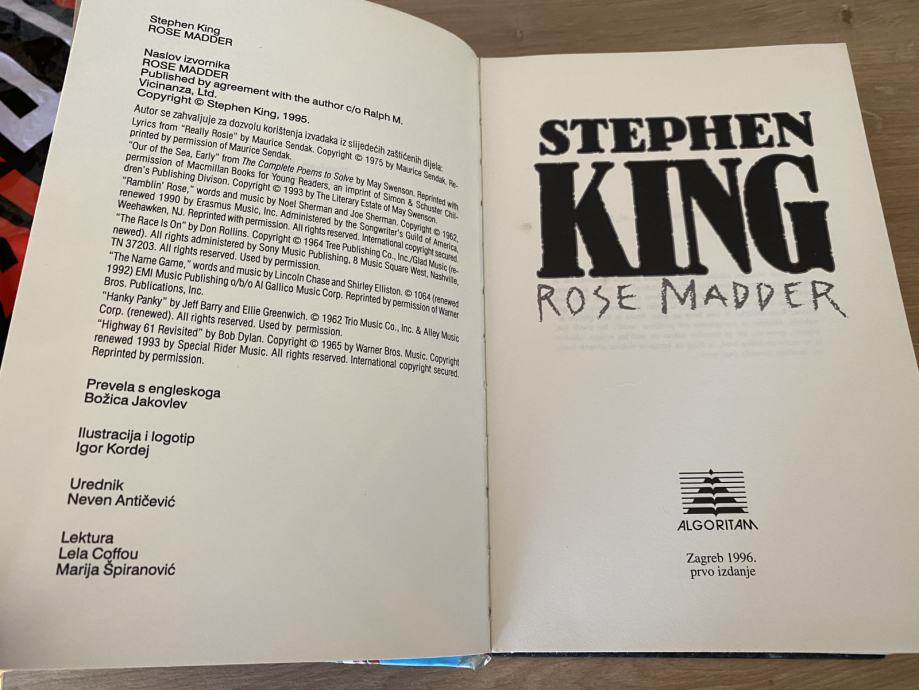 Stephen King
ROSE MADDER
Naslov izvornika
ROSE MADDER
Published by agreement with the author c/o Ralph M.
Vicinanza, Ltd.
Copyright © Stephen King, 1995.
Autor se zahvaljuje za dozvolu korištenja izvadaka iz slijedećih zaštićenih dijela:
Lyrics from "Really Rosie" by Maurice Sendak. Copyright © 1975 by Maurice Sendak. Re-
printed by permission of Maurice Sendak.
"Our of the Sea, Early" from The Complete Poems to Solve by May Swenson. Reprinted with
permission of Macmillan Books for Young Readers, an imprint of Simon & Schuster Chil-
dren's Publishing Divison. Copyright © 1993 by The Literary Estate of May Swenson.
"Ramblin' Rose," words and music by Noel Sherman and Joe Sherman, Copyright © 1962,
renewed 1990 by Erasmus Music, Inc. Administered by the Songwriter's Guild of America,
Weehawken, NJ. Reprinted with permission. All rights reserved. International copyright secured.
"The Race Is On" by Don Rollins. Copyright © 1964 Tree Publishing Co., Inc./Glad Music (re-
newed). All rights administered by Sony Music Publishing, 8 Music Square West, Nashville,
TN 37203. All rights reserved. Used by permission.
"The Name Game," words and music by Lincoln Chase and Shirley Elliston. © 1064 (renewed
1992) EMI Music Publishing o/b/o Al Gallico Music Corp. Reprinted by permission of Warner
Bros. Publications, Inc.
"Hanky Panky" by Jeff Barry and Ellie Greenwich. © 1962 Trio Music Co., Inc. & Alley Music
Corp. (renewed). All rights reserved. Used by permission.
"Highway 61 Revisited" by Bob Dylan. Copyright © 1965 by Warner Bros. Music. Copyright
renewed 1993 by Special Rider Music. All rights reserved. International copyright secured.
Reprinted by permission.
Prevela s engleskoga
Božica Jakovlev
Ilustracija i logotip
Igor Kordej
Urednik
Neven Antičević
Lektura
Lela Coffou
Marija Špiranović
STEPHEN
KING
ROSE MADDER
ALGORITAM
Zagreb 1996.
prvo izdanje